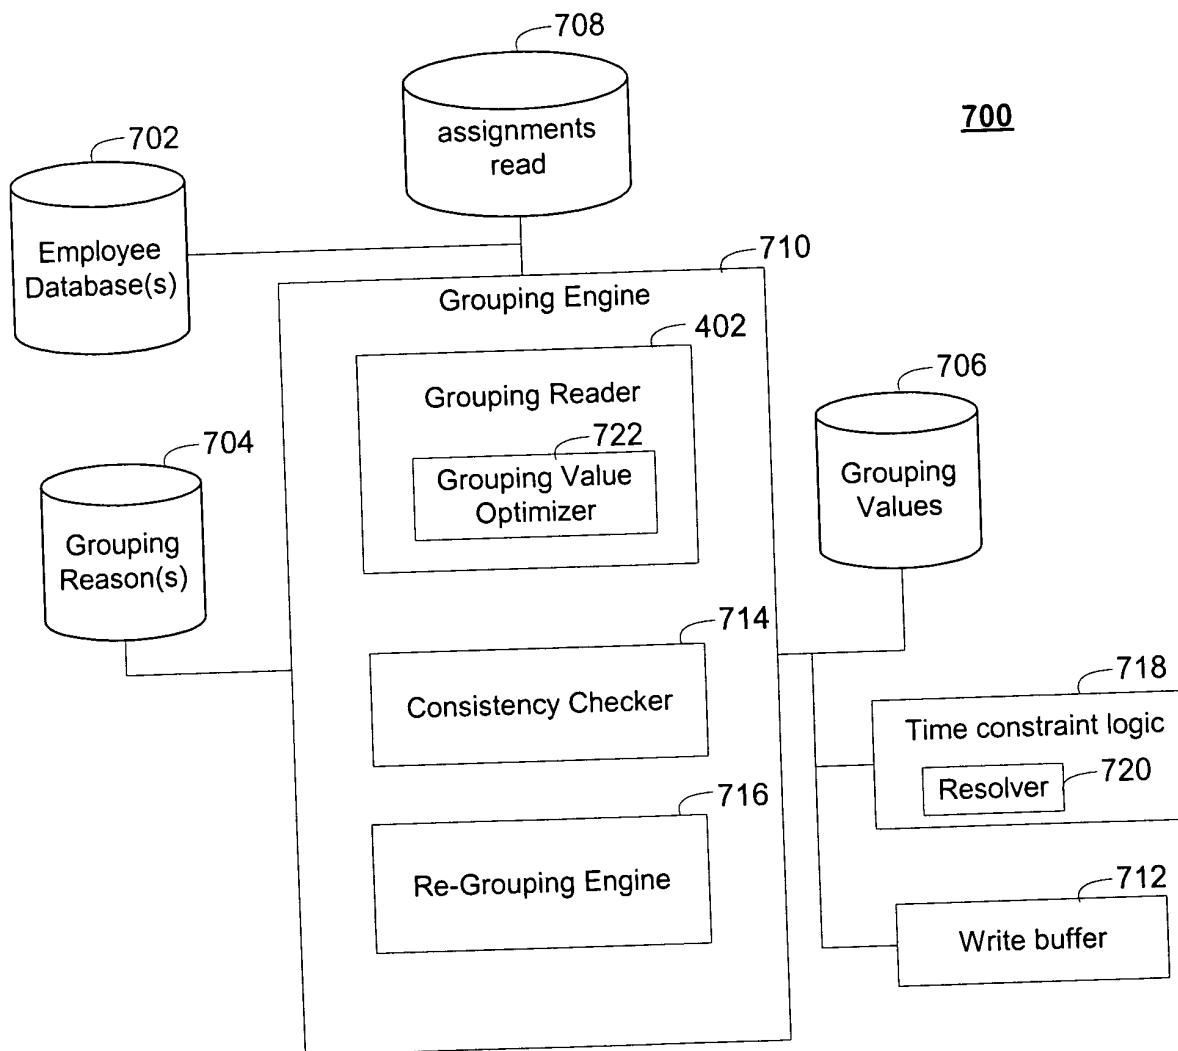 708
assignments
read
700
702
Employee
Database(s)
710
Grouping Engine
402
Grouping Reader
722
Grouping Value
Optimizer
706
Grouping
Values
704
Grouping
Reason(s)
714
Consistency Checker
718
Time constraint logic
Resolver
720
716
Re-Grouping Engine
712
Write buffer